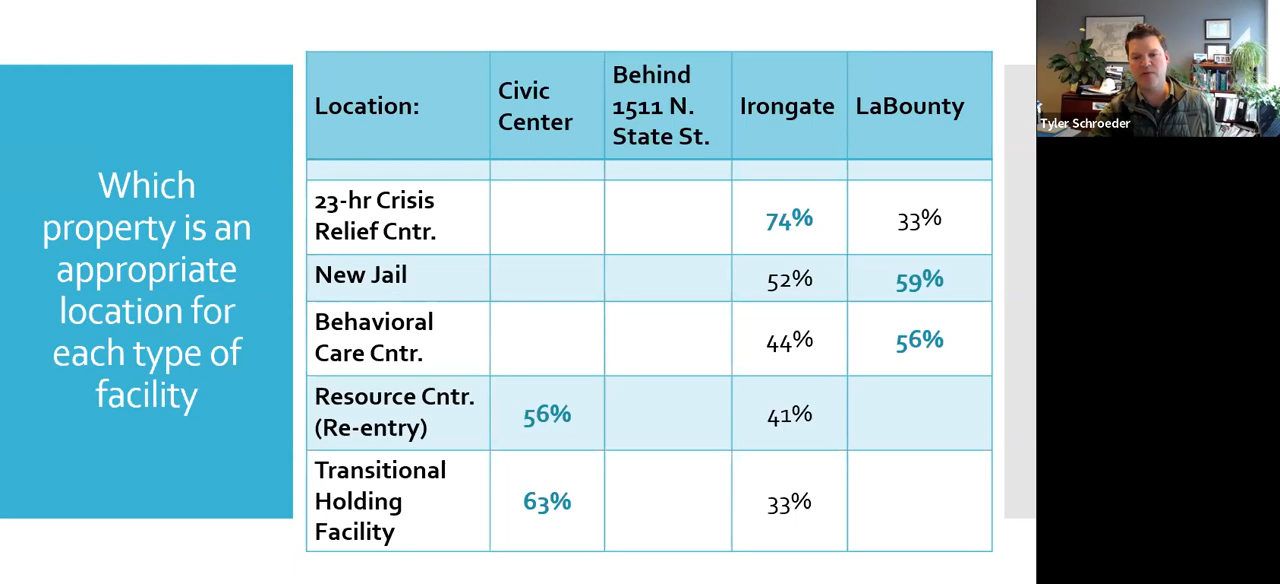 Which
property is an
appropriate
location for
each type of
facility
Location:
Civic
Center
Behind
1511 N.
State St.
Irongate
LaBounty
23-hr Crisis
Relief Cntr.
74%
33%
New Jail
52%
59%
Behavioral
Care Cntr.
44%
56%
Resource Cntr.
(Re-entry)
56%
41%
Transitional
Holding
Facility
63%
33%
Tyler Schroeder